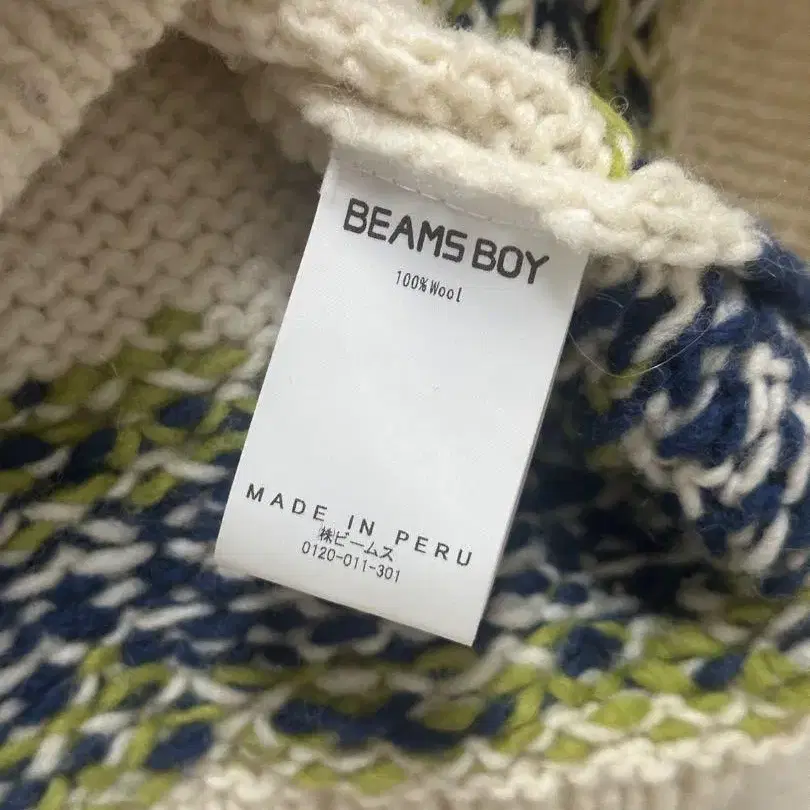 BEAMS BOY
100%Wool
MADE IN PERU
㈱ビームス
0120-011-301